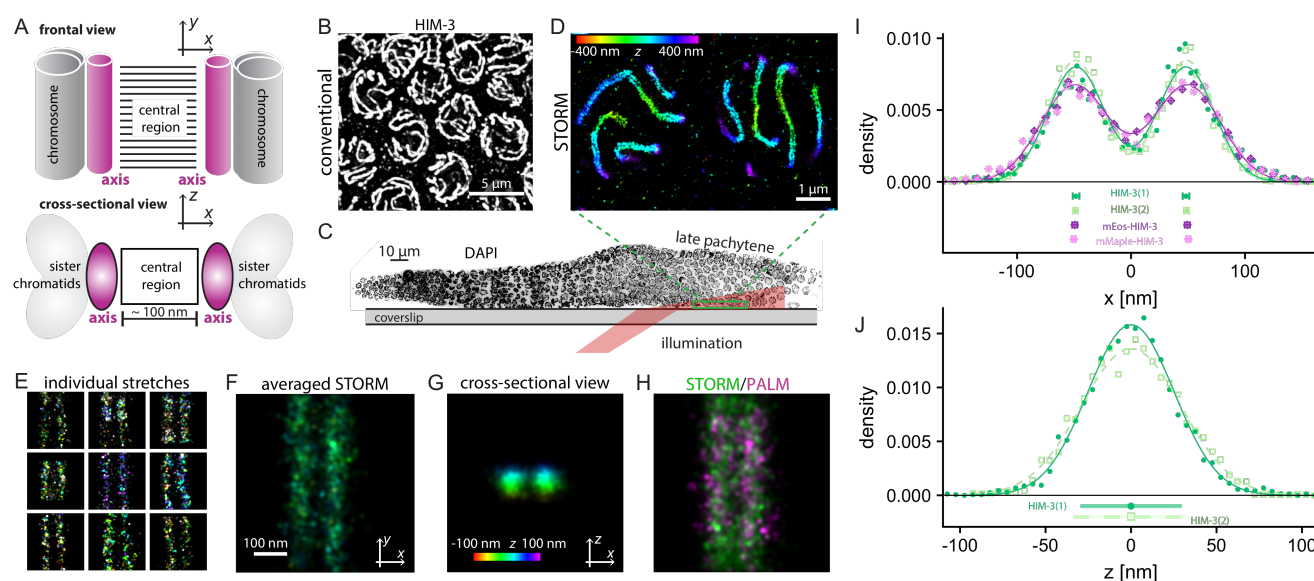 A
frontal view
y
x
chromosome
central
region
chromosome
axis
axis
cross-sectional view
z
x
sister
chromatids
central
region
sister
chromatids
axis
~ 100 nm
axis
B
HIM-3
conventional
5 µm
D
-400 nm z 400 nm
STORM
1 µm
C
10 µm
DAPI
late pachytene
coverslip
illumination
E
individual stretches
F
averaged STORM
100 nm
y
x
G
cross-sectional view
-100 nm z 100 nm
z
x
H
STORM/PALM
y
x
I
density
0.010
0.005
0.000
HIM-3(1)
HIM-3(2)
mEos-HIM-3
mMaple-HIM-3
-100
0
100
x [nm]
J
density
0.015
0.010
0.005
0.000
HIM-3(1)
HIM-3(2)
-100
-50
0
50
100
z [nm]